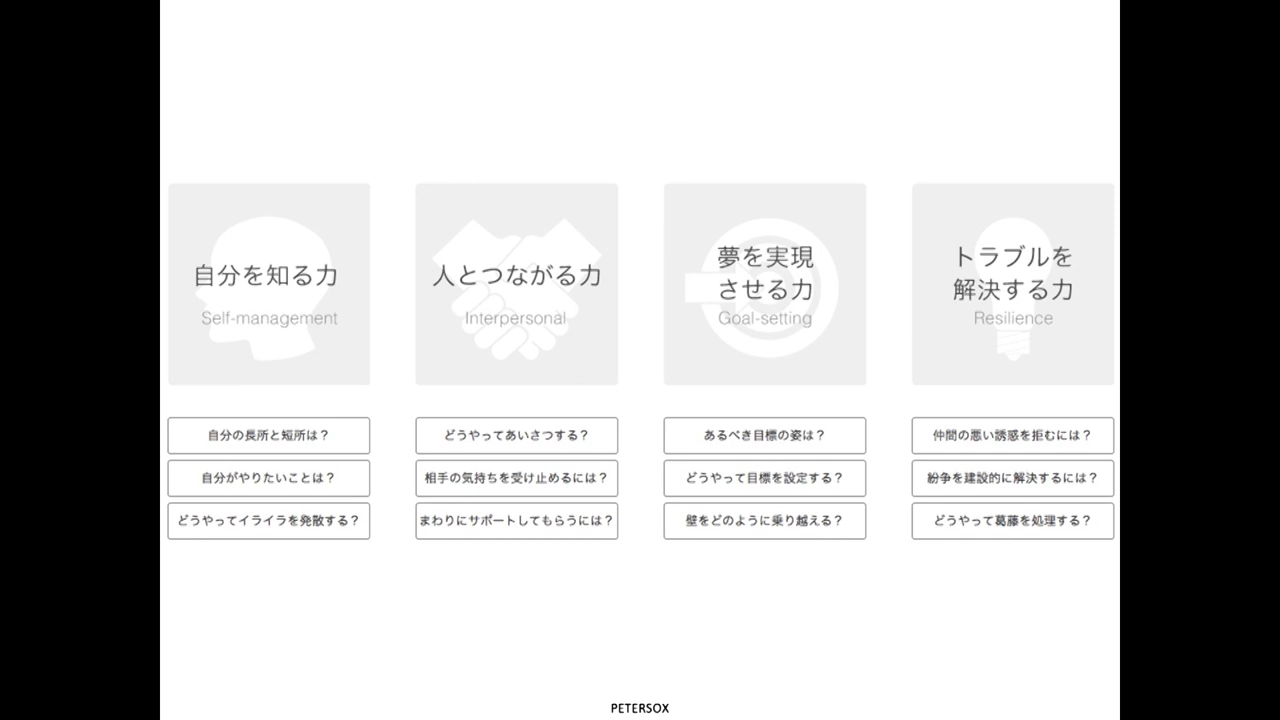 自分を知る力
Self-management
人とつながる力
Interpersonal
夢を実現
させる力
Goal-setting
トラブルを
解決する力
Resilience
自分の長所と短所は？
自分がやりたいことは？
どうやってイライラを発散する？
どうやってあいさつする？
相手の気持ちを受け止めるには？
まわりにサポートしてもらうには？
あるべき目標の姿は？
どうやって目標を設定する？
壁をどのように乗り越える？
仲間の悪い誘惑を拒むには？
紛争を建設的に解決するには？
どうやって葛藤を処理する？
PETERSOX